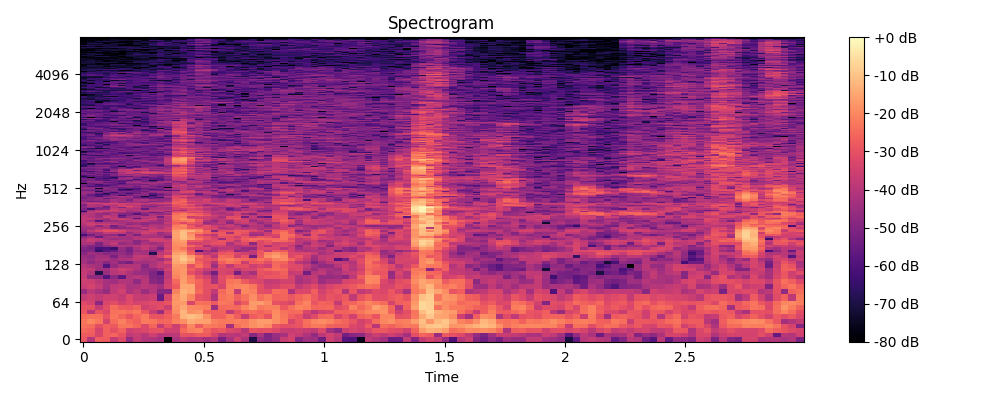 Spectrogram
+0 dB
4096
-10 dB
2048
-20 dB
1024
-30 dB
512
-40 dB
Hz
256
-50 dB
128
-60 dB
64
-70 dB
0
-80 dB
0 0.5 1 1.5 2 2.5
Time